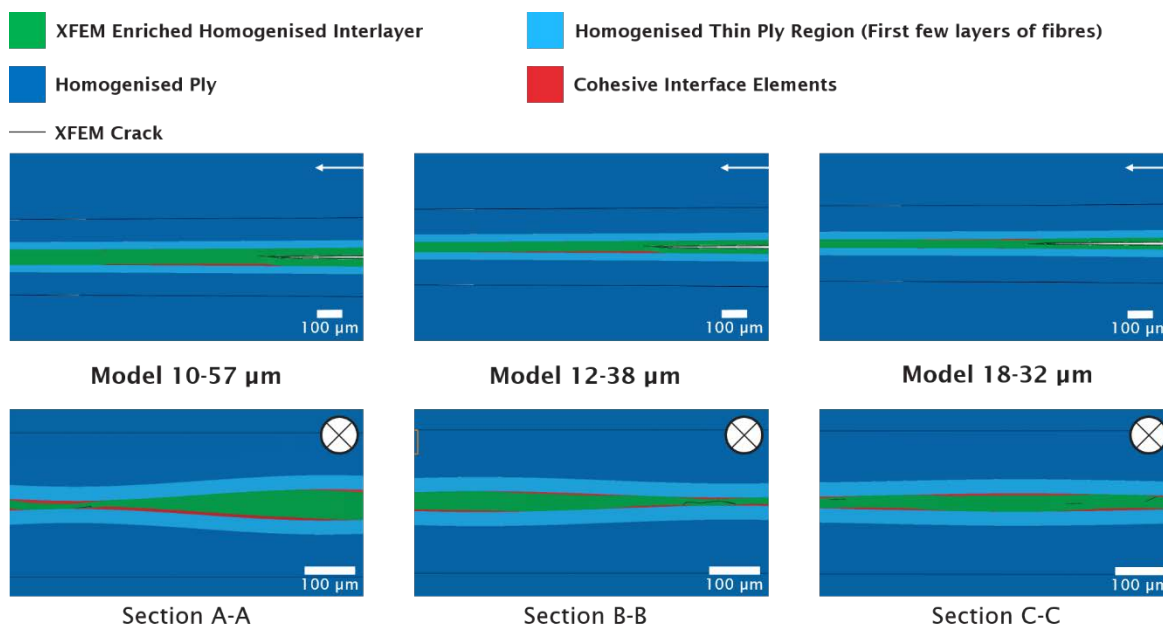 XFEM Enriched Homogenised Interlayer
Homogenised Thin Ply Region (First few layers of fibres)
Homogenised Ply
Cohesive Interface Elements
XFEM Crack
100 µm
100 µm
100 µm
Model 10-57 µm
Model 12-38 µm
Model 18-32 µm
100 µm
100 µm
100 µm
Section A-A
Section B-B
Section C-C